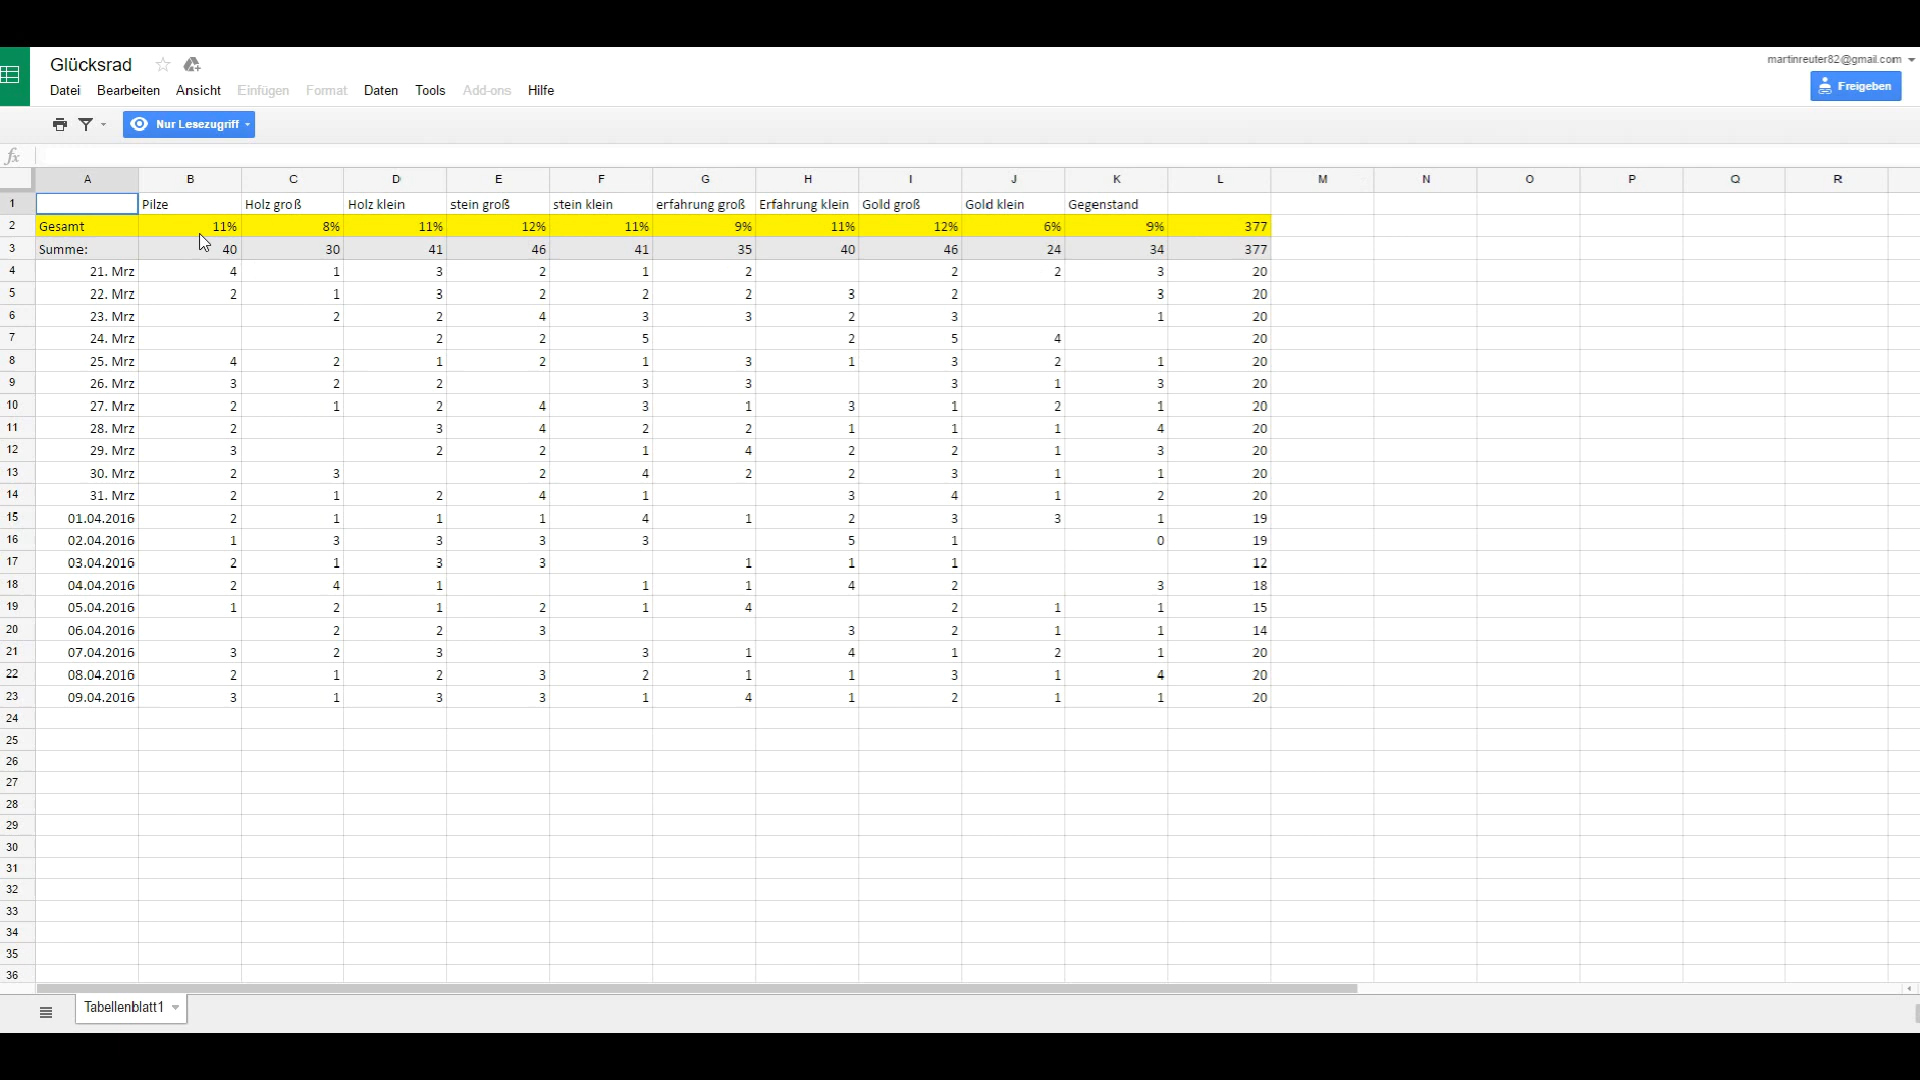 Glücksrad
martinreuter82@gmail.com
Datei Bearbeiten Ansicht Einfügen Format Daten Tools Add-ons Hilfe
Freigeben
Nur Lesezugriff
fx
A B C D E F G H I J K L M N O P Q R
1 Pilze Holz groß Holz klein stein groß stein klein erfahrung groß Erfahrung klein Gold groß Gold klein Gegenstand
2 Gesamt 11% 8% 11% 12% 11% 9% 11% 12% 6% 9% 377
3 Summe: 40 30 41 46 41 35 40 46 24 34 377
4 21. Mrz 4 1 3 2 1 2 2 2 3 20
5 22. Mrz 2 1 3 2 2 2 3 2 3 20
6 23. Mrz 2 2 4 3 3 2 3 1 20
7 24. Mrz 2 2 5 2 5 4 20
8 25. Mrz 4 2 1 2 1 3 1 3 2 1 20
9 26. Mrz 3 2 2 3 3 3 1 3 20
10 27. Mrz 2 1 2 4 3 1 3 1 2 1 20
11 28. Mrz 2 3 4 2 2 1 1 1 4 20
12 29. Mrz 3 2 2 1 4 2 2 1 3 20
13 30. Mrz 2 3 2 4 2 2 3 1 1 20
14 31. Mrz 2 1 2 4 1 3 4 1 2 20
15 01.04.2016 2 1 1 1 4 1 2 3 3 1 19
16 02.04.2016 1 3 3 3 3 5 1 0 19
17 03.04.2016 2 1 3 3 1 1 1 12
18 04.04.2016 2 4 1 1 1 4 2 3 18
19 05.04.2016 1 2 1 2 1 4 2 1 1 15
20 06.04.2016 2 2 3 3 2 1 1 14
21 07.04.2016 3 2 3 3 1 4 1 2 1 20
22 08.04.2016 2 1 2 3 2 1 1 3 1 4 20
23 09.04.2016 3 1 3 3 1 4 1 2 1 1 20
24
25
26
27
28
29
30
31
32
33
34
35
36
Tabellenblatt1